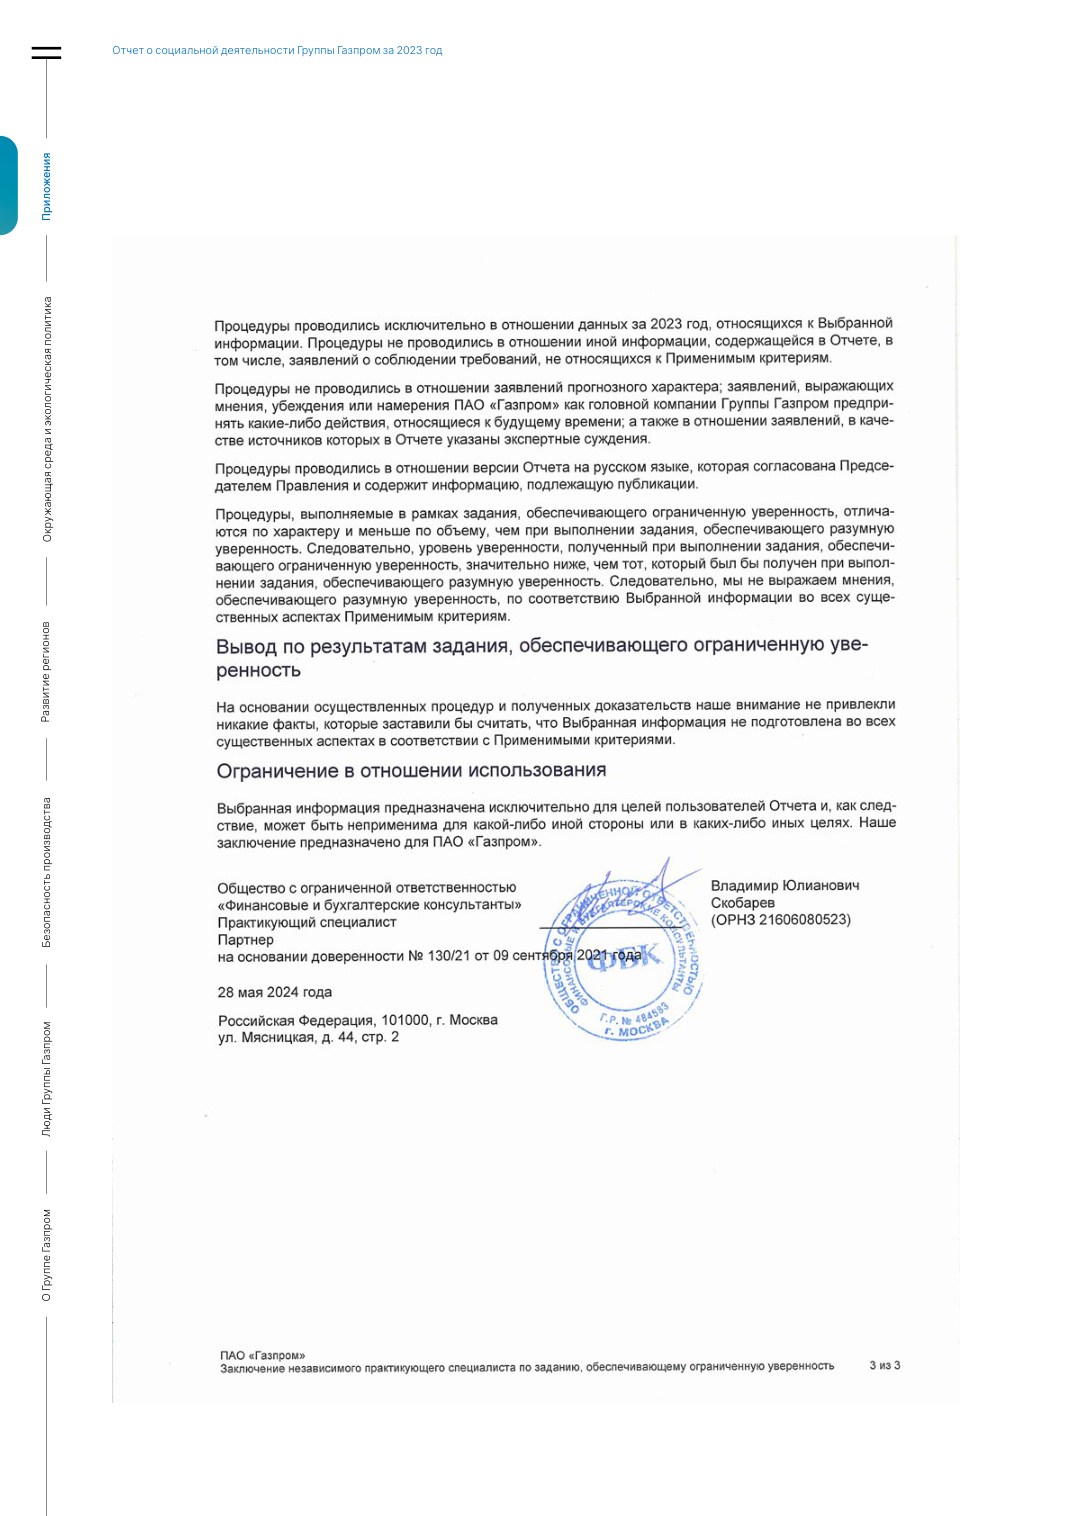 Отчет о социальной деятельности Группы Газпром за 2023 год
Приложения
Окружающая среда и экологическая политика
Развитие регионов
Безопасность производства
Люди Группы Газпром
О Группе Газпром
Процедуры проводились исключительно в отношении данных за 2023 год, относящихся к Выбранной
информации. Процедуры не проводились в отношении иной информации, содержащейся в Отчете, в
том числе, заявлений о соблюдении требований, не относящихся к Применимым критериям.
Процедуры не проводились в отношении заявлений прогнозного характера; заявлений, выражающих
мнения, убеждения или намерения ПАО «Газпром» как головной компании Группы Газпром предпри-
нять какие-либо действия, относящиеся к будущему времени; а также в отношении заявлений, в каче-
стве источников которых в Отчете указаны экспертные суждения.
Процедуры проводились в отношении версии Отчета на русском языке, которая согласована Предсе-
дателем Правления и содержит информацию, подлежащую публикации.
Процедуры, выполняемые в рамках задания, обеспечивающего ограниченную уверенность, отлича-
ются по характеру и меньше по объему, чем при выполнении задания, обеспечивающего разумную
уверенность. Следовательно, уровень уверенности, полученный при выполнении задания, обеспечи-
вающего ограниченную уверенность, значительно ниже, чем тот, который был бы получен при выпол-
нении задания, обеспечивающего разумную уверенность. Следовательно, мы не выражаем мнения,
обеспечивающего разумную уверенность, по соответствию Выбранной информации во всех суще-
ственных аспектах Применимым критериям.
Вывод по результатам задания, обеспечивающего ограниченную уве-
ренность
На основании осуществленных процедур и полученных доказательств наше внимание не привлекли
никакие факты, которые заставили бы считать, что Выбранная информация не подготовлена во всех
существенных аспектах в соответствии с Применимыми критериями.
Ограничение в отношении использования
Выбранная информация предназначена исключительно для целей пользователей Отчета и, как след-
ствие, может быть неприменима для какой-либо иной стороны или в каких-либо иных целях. Наше
заключение предназначено для ПАО «Газпром».
Общество с ограниченной ответственностью
«Финансовые и бухгалтерские консультанты»
Практикующий специалист
Партнер
на основании доверенности № 130/21 от 09 сентября 2021 года
Владимир Юлианович
Скобарев
(ОРНЗ 21606080523)
ОБЩЕСТВО С ОГРАНИЧЕННОЙ ОТВЕТСТВЕННОСТЬЮ
ФИНАНСОВЫЕ И БУХГАЛТЕРСКИЕ КОНСУЛЬТАНТЫ
ФБК
Г.Р. № 484583
г. МОСКВА
28 мая 2024 года
Российская Федерация, 101000, г. Москва
ул. Мясницкая, д. 44, стр. 2
ПАО «Газпром»
Заключение независимого практикующего специалиста по заданию, обеспечивающему ограниченную уверенность 3 из 3